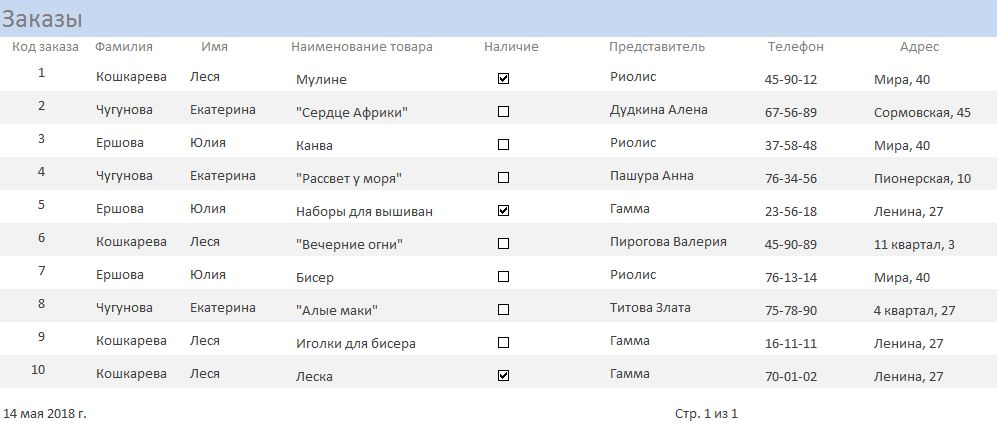 Заказы
Код заказа Фамилия Имя Наименование товара Наличие Представитель Телефон Адрес
1 Кошкарева Леся Мулине Риолис 45-90-12 Мира, 40
2 Чугунова Екатерина "Сердце Африки" Дудкина Алена 67-56-89 Сормовская, 45
3 Ершова Юлия Канва Риолис 37-58-48 Мира, 40
4 Чугунова Екатерина "Рассвет у моря" Пашура Анна 76-34-56 Пионерская, 10
5 Ершова Юлия Наборы для вышиван Гамма 23-56-18 Ленина, 27
6 Кошкарева Леся "Вечерние огни" Пирогова Валерия 45-90-89 11 квартал, 3
7 Ершова Юлия Бисер Риолис 76-13-14 Мира, 40
8 Чугунова Екатерина "Алые маки" Титова Злата 75-78-90 4 квартал, 27
9 Кошкарева Леся Иголки для бисера Гамма 16-11-11 Ленина, 27
10 Кошкарева Леся Леска Гамма 70-01-02 Ленина, 27
14 мая 2018 г. Стр. 1 из 1